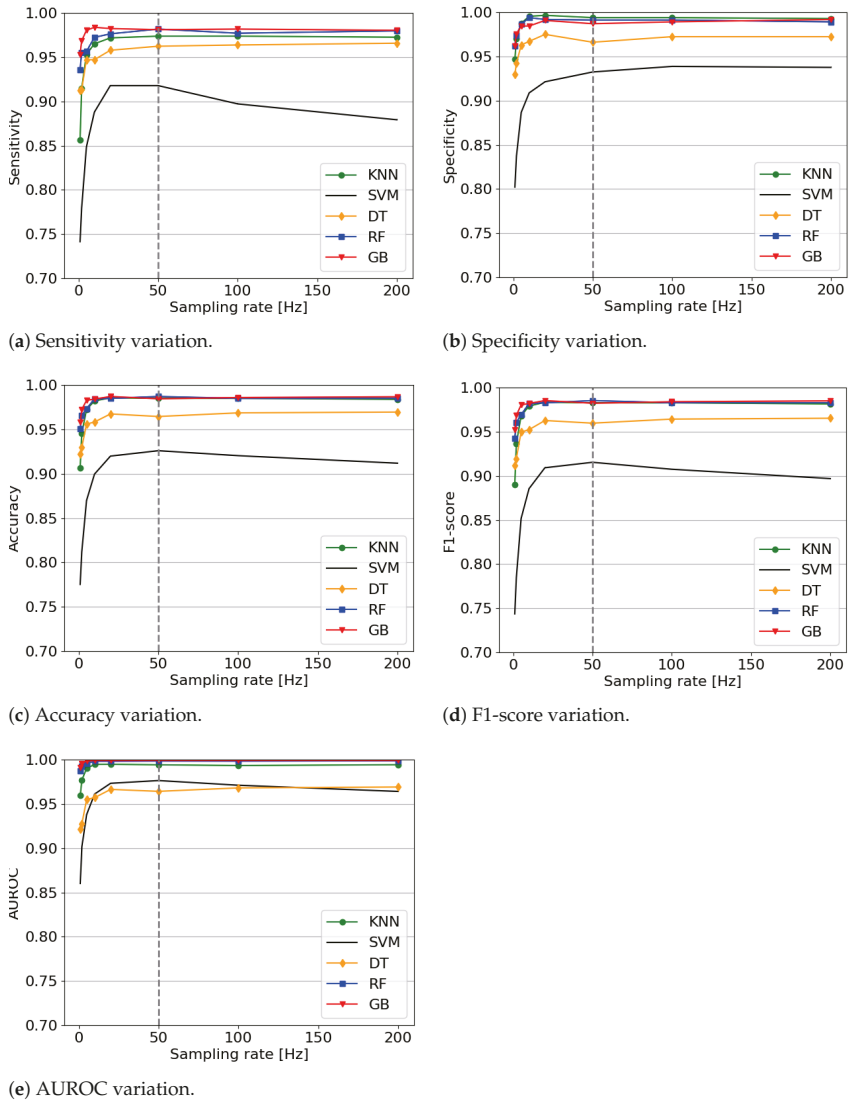 1.00
0.95
0.90
0.85
0.80
0.75
0.70
Sensitivity
0 50 100 150 200
Sampling rate [Hz]
KNN
SVM
DT
RF
GB
(a) Sensitivity variation.
1.00
0.95
0.90
0.85
0.80
0.75
0.70
Specificity
0 50 100 150 200
Sampling rate [Hz]
KNN
SVM
DT
RF
GB
(b) Specificity variation.
1.00
0.95
0.90
0.85
0.80
0.75
0.70
Accuracy
0 50 100 150 200
Sampling rate [Hz]
KNN
SVM
DT
RF
GB
(c) Accuracy variation.
1.00
0.95
0.90
0.85
0.80
0.75
0.70
F1-score
0 50 100 150 200
Sampling rate [Hz]
KNN
SVM
DT
RF
GB
(d) F1-score variation.
1.00
0.95
0.90
0.85
0.80
0.75
0.70
AUROC
0 50 100 150 200
Sampling rate [Hz]
KNN
SVM
DT
RF
GB
(e) AUROC variation.